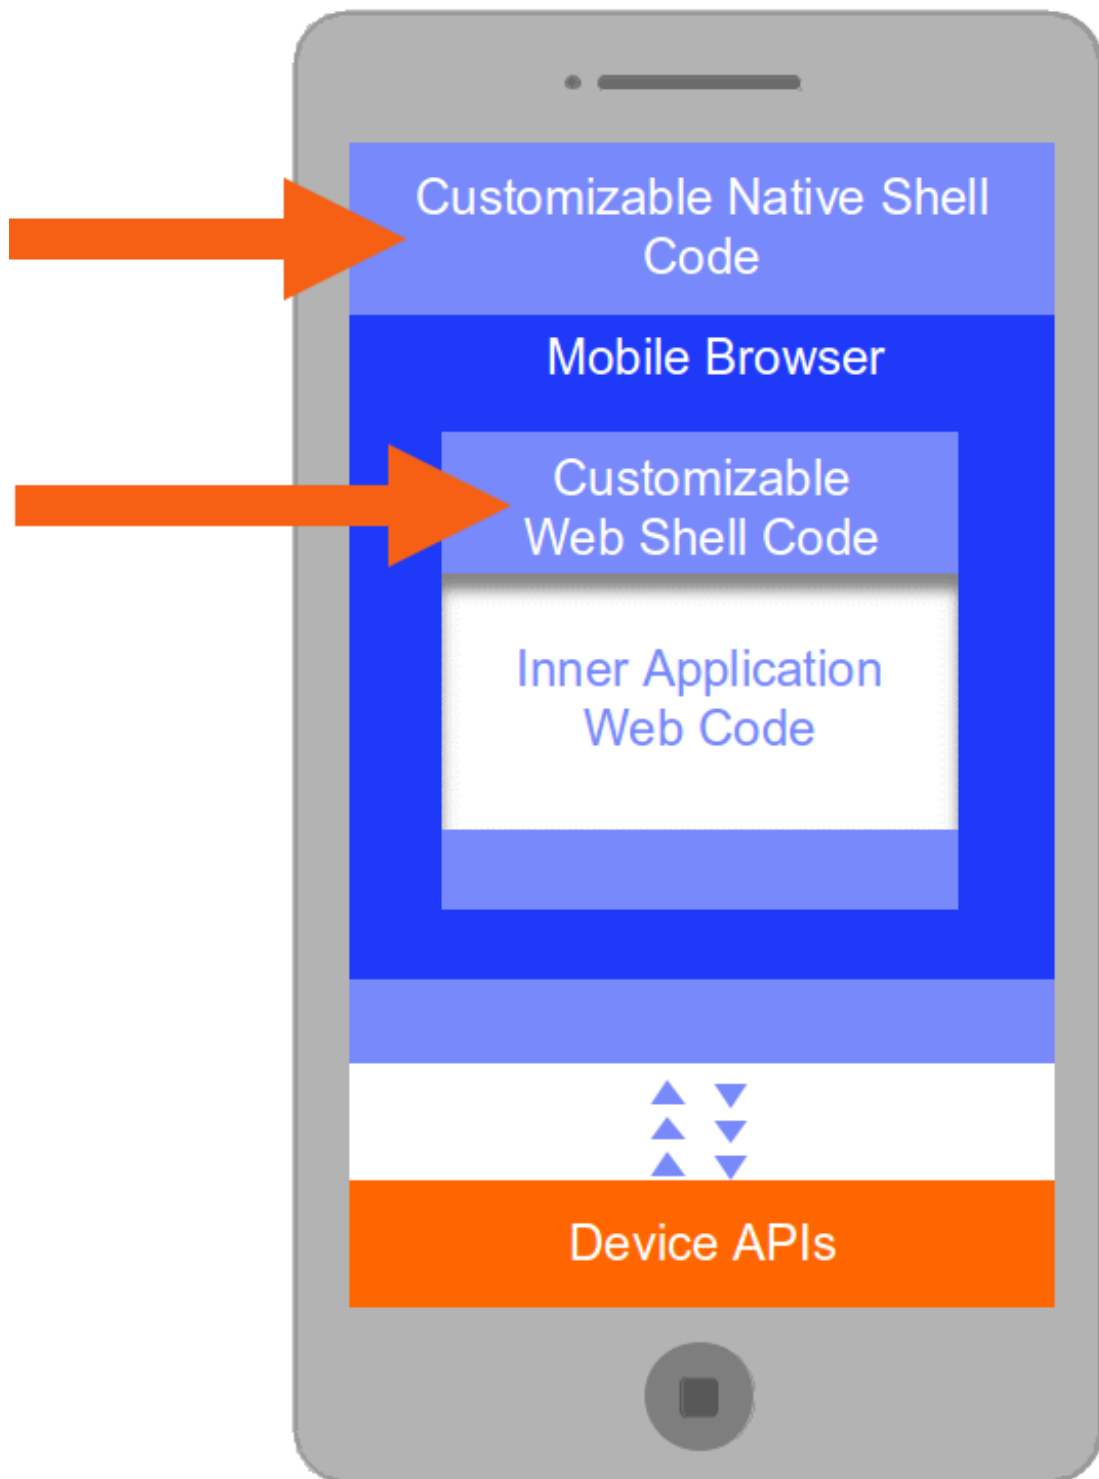 Customizable Native Shell
Code
Mobile Browser
Customizable
Web Shell Code
Inner Application
Web Code
Device APIs